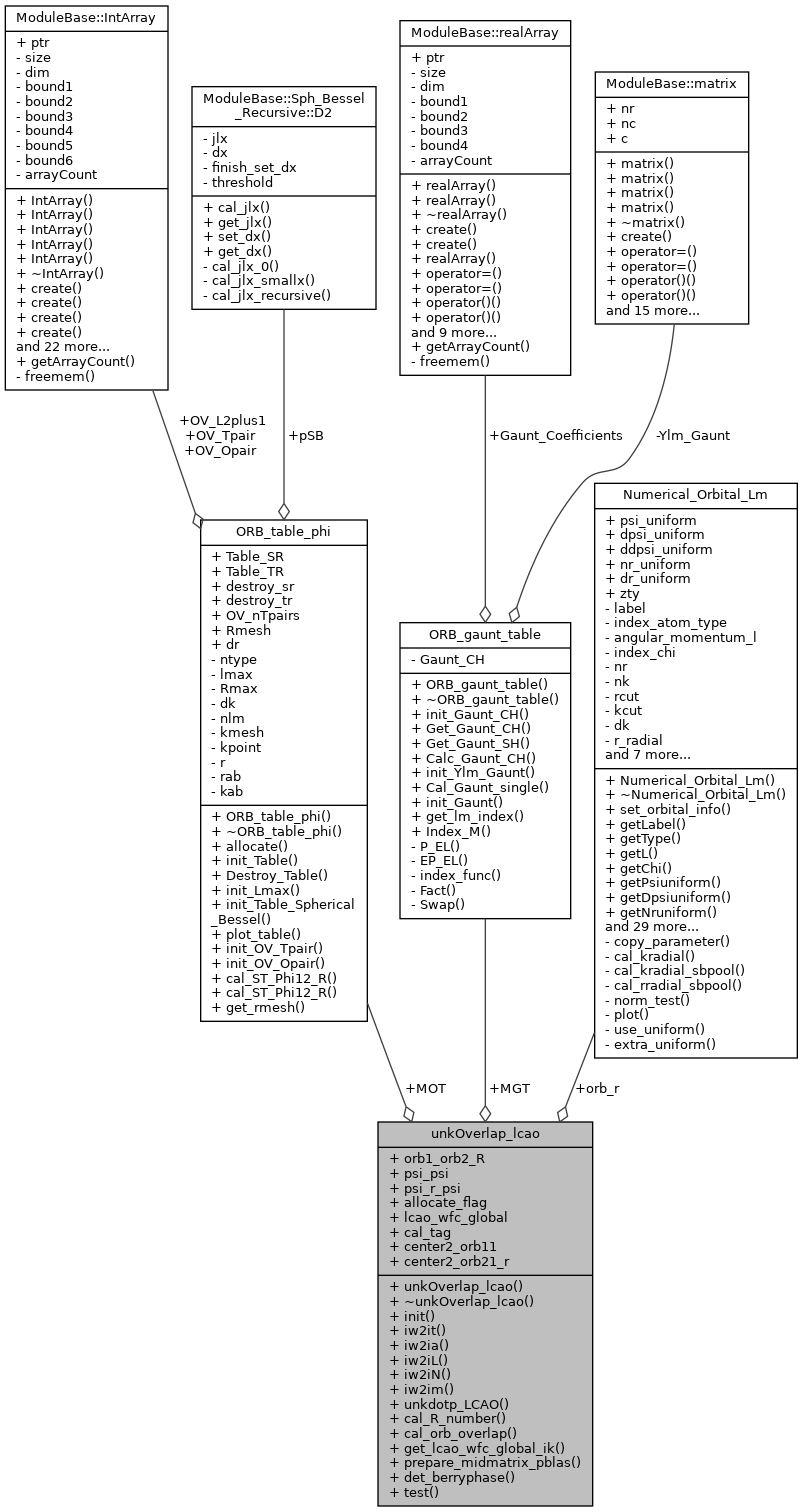 ModuleBase::IntArray
+ ptr
- size
- dim
- bound1
- bound2
- bound3
- bound4
- bound5
- bound6
- arrayCount
+ IntArray()
+ IntArray()
+ IntArray()
+ IntArray()
+ IntArray()
+ ~IntArray()
+ create()
+ create()
+ create()
+ create()
and 22 more...
+ getArrayCount()
- freemem()
ModuleBase::Sph_Bessel
_Recursive::D2
- jlx
- dx
- finish_set_dx
- threshold
+ cal_jlx()
+ get_jlx()
+ set_dx()
+ get_dx()
- cal_jlx_0()
- cal_jlx_smallx()
- cal_jlx_recursive()
ModuleBase::realArray
+ ptr
- size
- dim
- bound1
- bound2
- bound3
- bound4
- arrayCount
+ realArray()
+ realArray()
+ ~realArray()
+ create()
+ create()
+ realArray()
+ operator=()
+ operator=()
+ operator()()
+ operator()()
and 9 more...
+ getArrayCount()
- freemem()
ModuleBase::matrix
+ nr
+ nc
+ c
+ matrix()
+ matrix()
+ matrix()
+ matrix()
+ ~matrix()
+ create()
+ operator=()
+ operator=()
+ operator()()
+ operator()()
and 15 more...
+OV_L2plus1
+OV_Tpair
+OV_Opair
+pSB
+Gaunt_Coefficients
-Ylm_Gaunt
ORB_table_phi
+ Table_SR
+ Table_TR
+ destroy_sr
+ destroy_tr
+ OV_nTpairs
+ Rmesh
+ dr
- ntype
- lmax
- Rmax
- dk
- nlm
- kmesh
- kpoint
- r
- rab
- kab
+ ORB_table_phi()
+ ~ORB_table_phi()
+ allocate()
+ init_Table()
+ Destroy_Table()
+ init_Lmax()
+ init_Table_Spherical
_Bessel()
+ plot_table()
+ init_OV_Tpair()
+ init_OV_Opair()
+ cal_ST_Phi12_R()
+ cal_ST_Phi12_R()
+ get_rmesh()
ORB_gaunt_table
- Gaunt_CH
+ ORB_gaunt_table()
+ ~ORB_gaunt_table()
+ init_Gaunt_CH()
+ Get_Gaunt_CH()
+ Get_Gaunt_SH()
+ Calc_Gaunt_CH()
+ init_Ylm_Gaunt()
+ Cal_Gaunt_single()
+ init_Gaunt()
+ get_lm_index()
+ Index_M()
- P_EL()
- EP_EL()
- index_func()
- Fact()
- Swap()
Numerical_Orbital_Lm
+ psi_uniform
+ dpsi_uniform
+ ddpsi_uniform
+ nr_uniform
+ dr_uniform
+ zty
- label
- index_atom_type
- angular_momentum_l
- index_chi
- nr
- nk
- rcut
- kcut
- dk
- r_radial
and 7 more...
+ Numerical_Orbital_Lm()
+ ~Numerical_Orbital_Lm()
+ set_orbital_info()
+ getLabel()
+ getType()
+ getL()
+ getChi()
+ getPsiuniform()
+ getDpsiuniform()
+ getNruniform()
and 29 more...
- copy_parameter()
- cal_kradial()
- cal_kradial_sbpool()
- cal_rradial_sbpool()
- norm_test()
- plot()
- use_uniform()
- extra_uniform()
+MOT
+MGT
+orb_r
unkOverlap_lcao
+ orb1_orb2_R
+ psi_psi
+ psi_r_psi
+ allocate_flag
+ lcao_wfc_global
+ cal_tag
+ center2_orb11
+ center2_orb21_r
+ unkOverlap_lcao()
+ ~unkOverlap_lcao()
+ init()
+ iw2it()
+ iw2ia()
+ iw2iL()
+ iw2iN()
+ iw2im()
+ unkdotp_LCAO()
+ cal_R_number()
+ cal_orb_overlap()
+ get_lcao_wfc_global_ik()
+ prepare_midmatrix_pblas()
+ det_berryphase()
+ test()